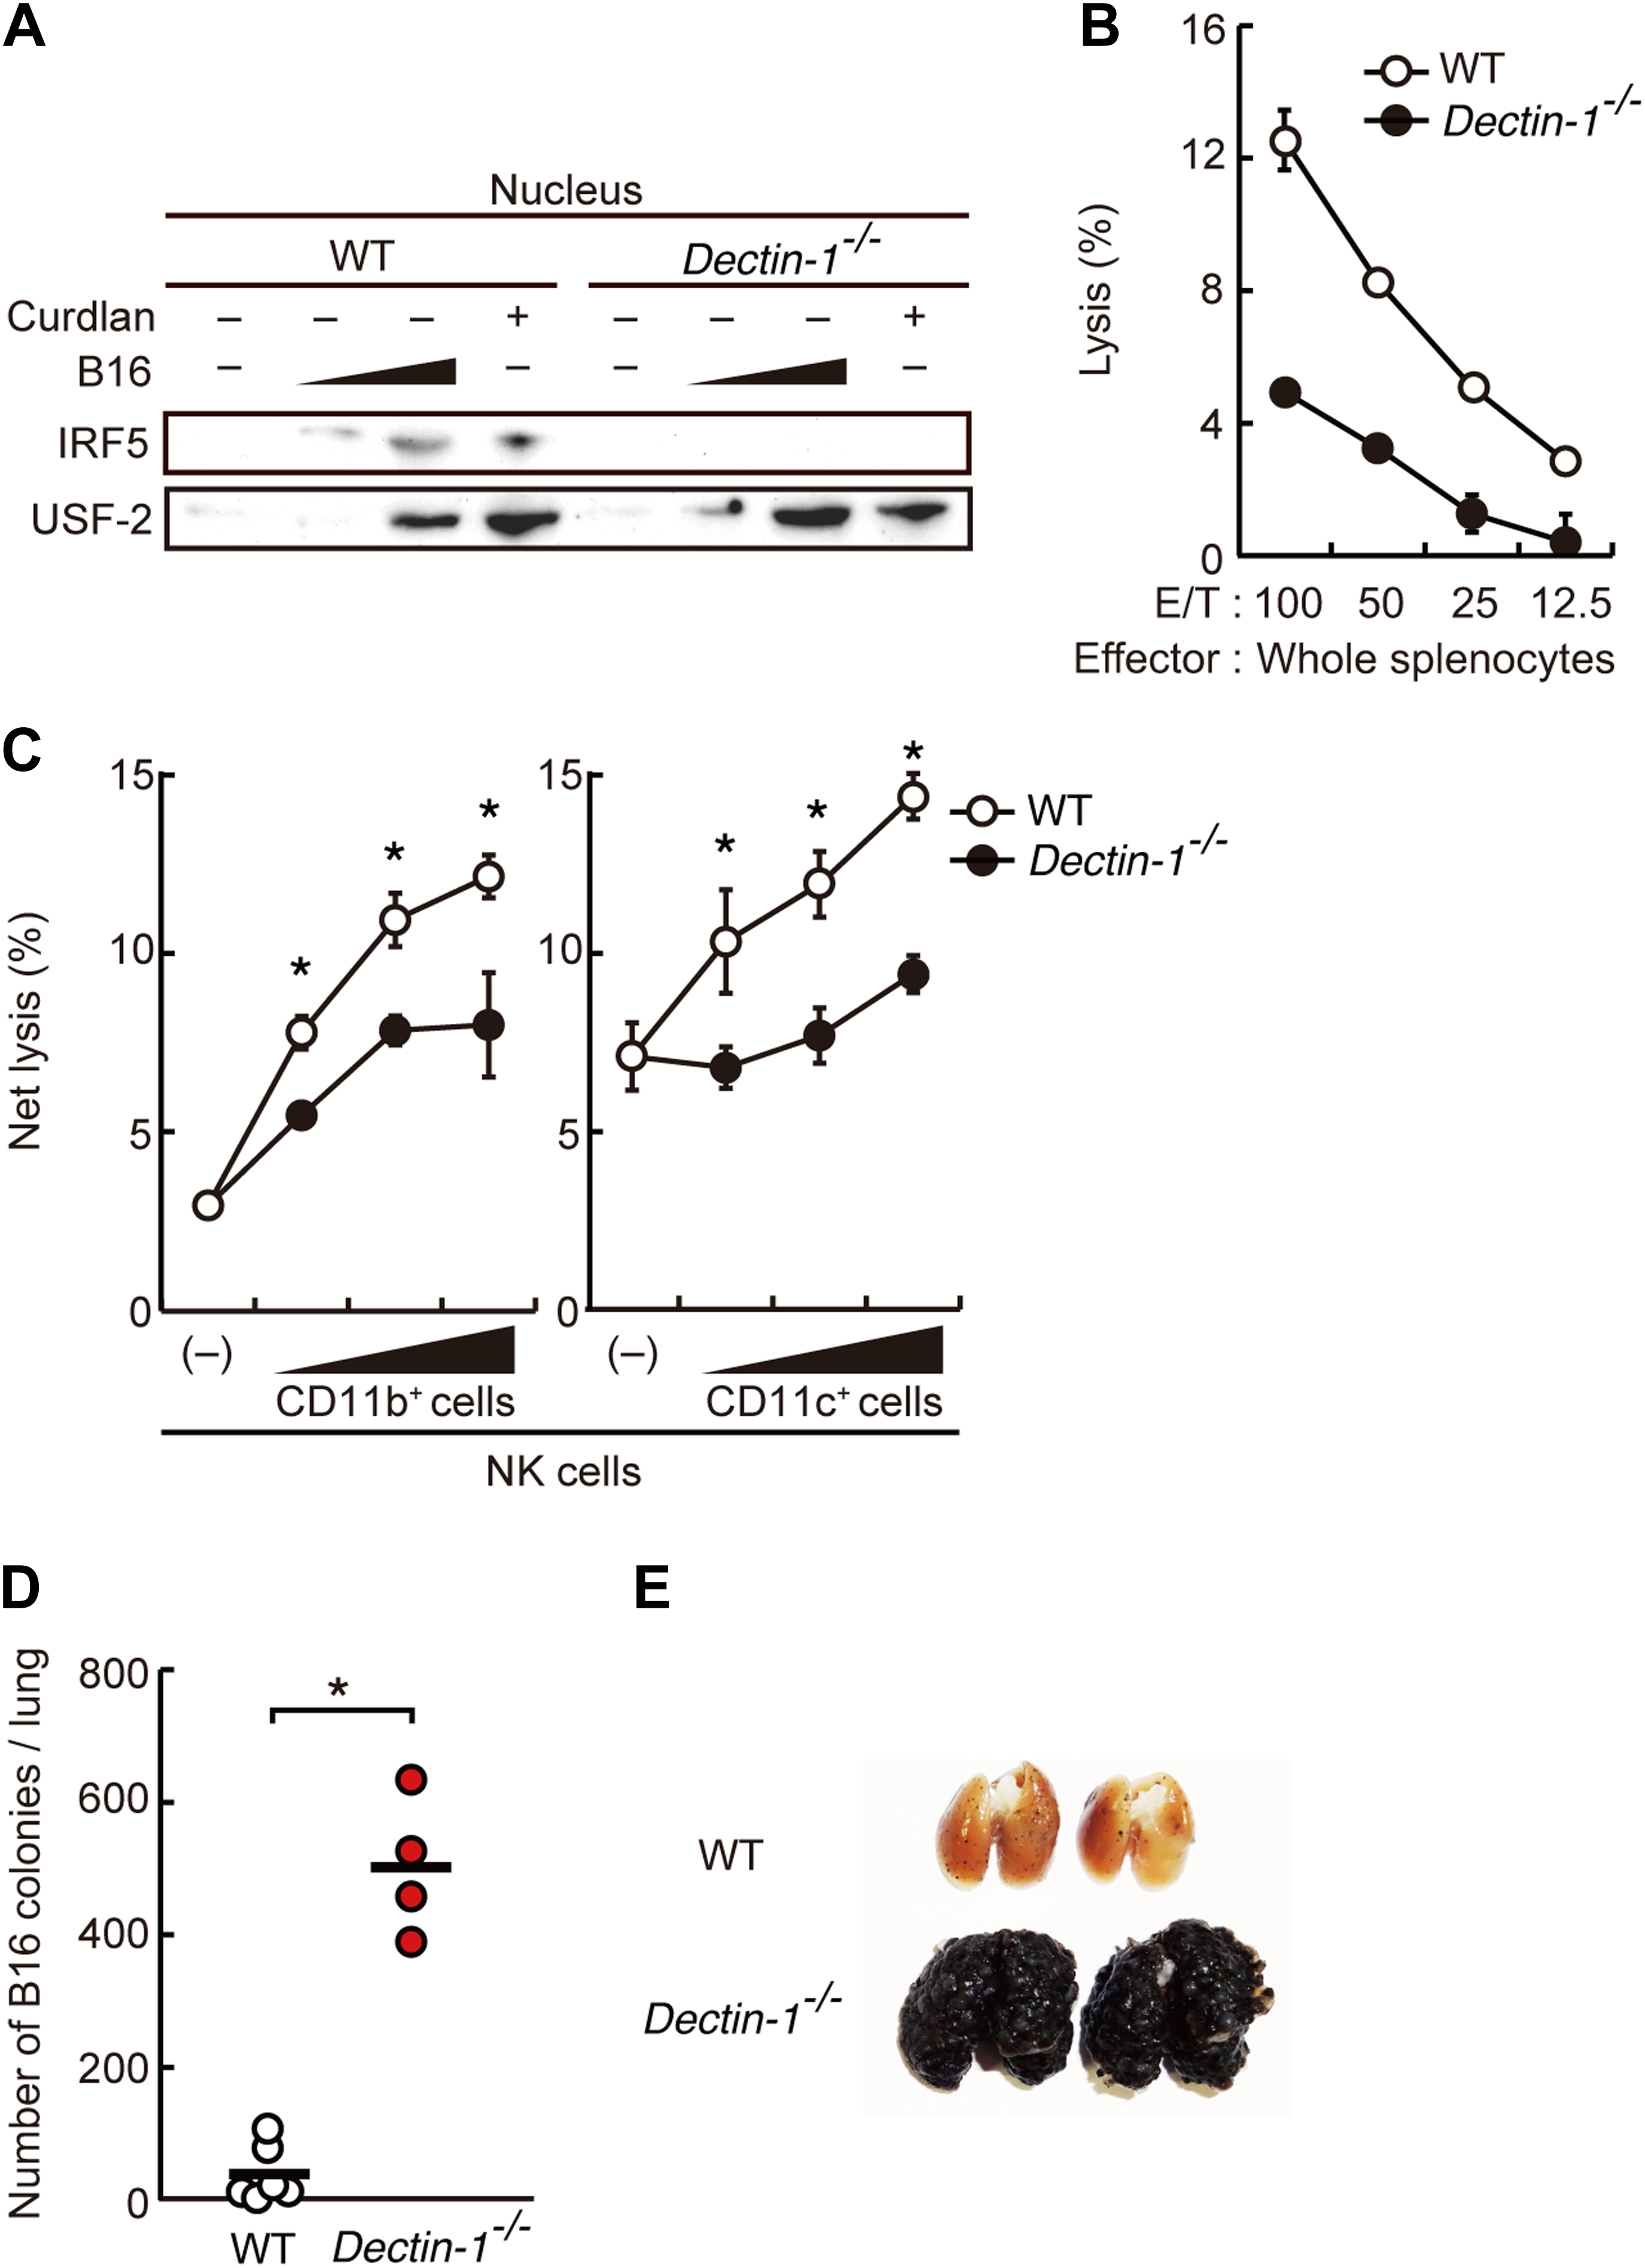 A
Nucleus
WT Dectin-1-/-
Curdlan – – – + – – – +
B16 – – – –
IRF5
USF-2
B
16
12
8
4
0
Lysis (%)
WT
Dectin-1-/-
E/T : 100 50 25 12.5
Effector : Whole splenocytes
C
Net lysis (%)
15
10
5
0
* * *
(–)
CD11b+ cells
15
10
5
0
* * *
WT
Dectin-1-/-
(–)
CD11c+ cells
NK cells
D
Number of B16 colonies / lung
800
600
400
200
0
*
WT Dectin-1-/-
E
WT
Dectin-1-/-